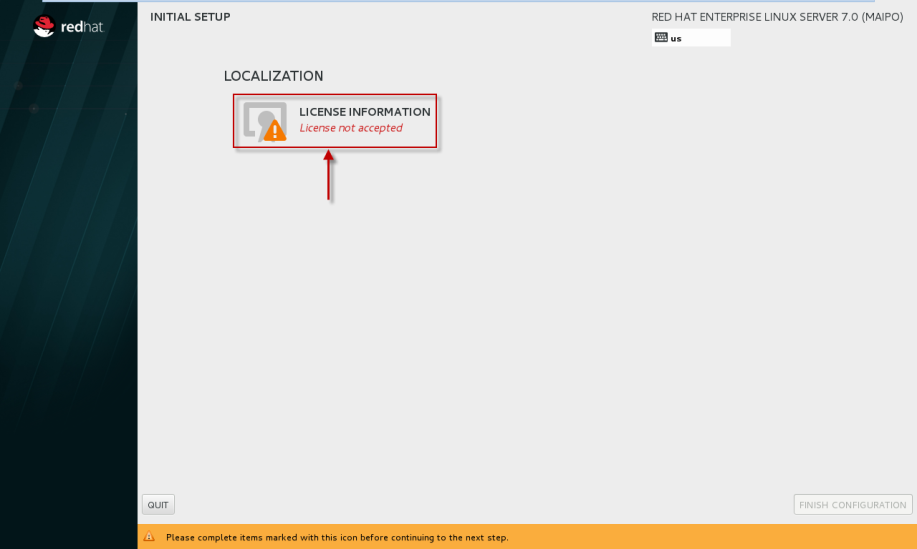 redhat.
INITIAL SETUP
RED HAT ENTERPRISE LINUX SERVER 7.0 (MAIPO)
us
LOCALIZATION
LICENSE INFORMATION
License not accepted
QUIT
FINISH CONFIGURATION
Please complete items marked with this icon before continuing to the next step.